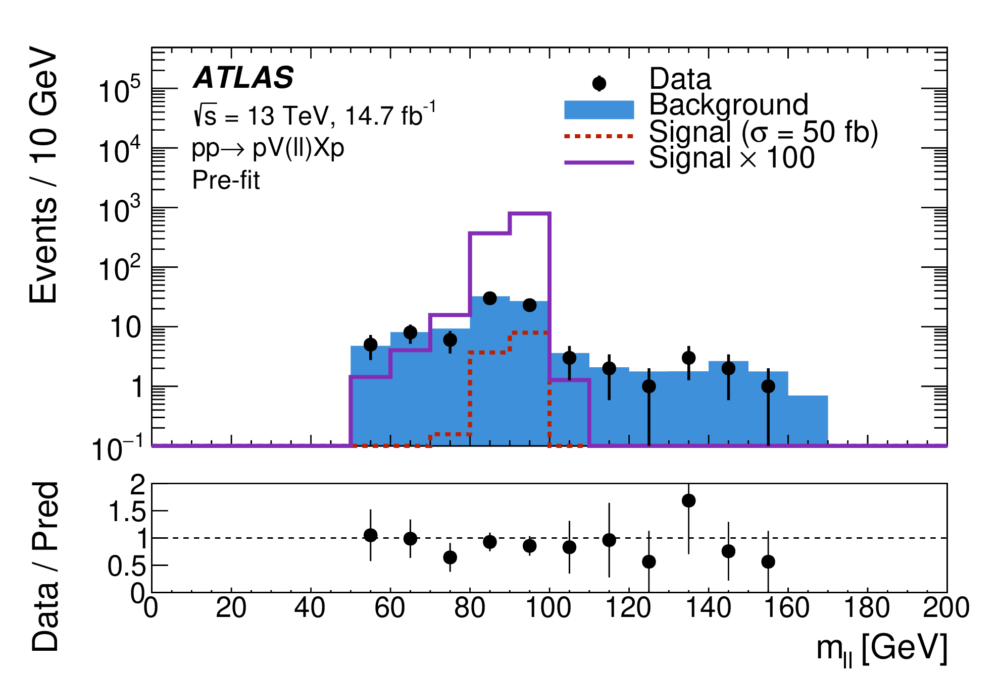 Events / 10 GeV
10⁵
10⁴
10³
10²
10
1
10⁻¹
ATLAS
√s = 13 TeV, 14.7 fb⁻¹
pp→ pV(ll)Xp
Pre-fit
Data
Background
Signal (σ = 50 fb)
Signal × 100
Data / Pred
2
1.5
1
0.5
0
0 20 40 60 80 100 120 140 160 180 200
m_ll [GeV]